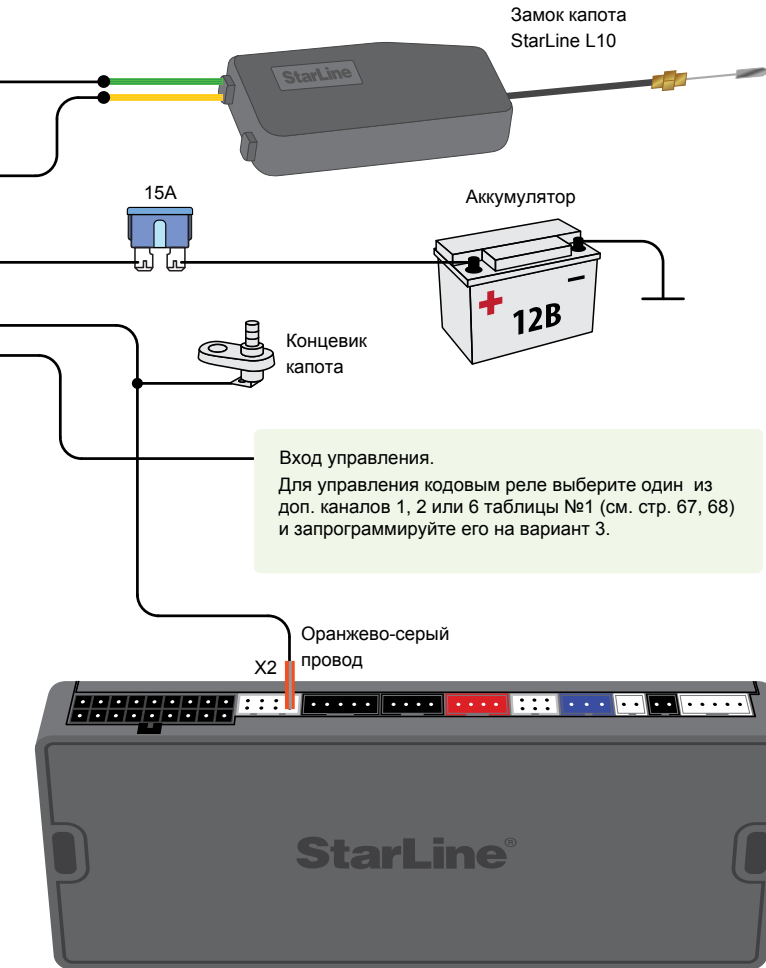 Замок капота
StarLine L10
StarLine
15А
Аккумулятор
12В
Концевик
капота
Вход управления.
Для управления кодовым реле выберите один из
доп. каналов 1, 2 или 6 таблицы №1 (см. стр. 67, 68)
и запрограммируйте его на вариант 3.
Оранжево-серый
X2 провод
StarLine®